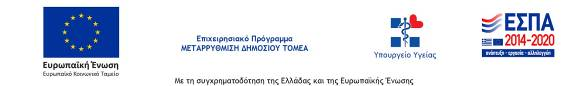 Ευρωπαϊκή Ένωση
Ευρωπαϊκό Κοινωνικό Ταμείο
Επιχειρησιακό Πρόγραμμα
ΜΕΤΑΡΡΥΘΜΙΣΗ ΔΗΜΟΣΙΟΥ ΤΟΜΕΑ
Υπουργείο Υγείας
ΕΣΠΑ
2014-2020
ανάπτυξη - εργασία - αλληλεγγύη
Με τη συγχρηματοδότηση της Ελλάδας και της Ευρωπαϊκής Ένωσης